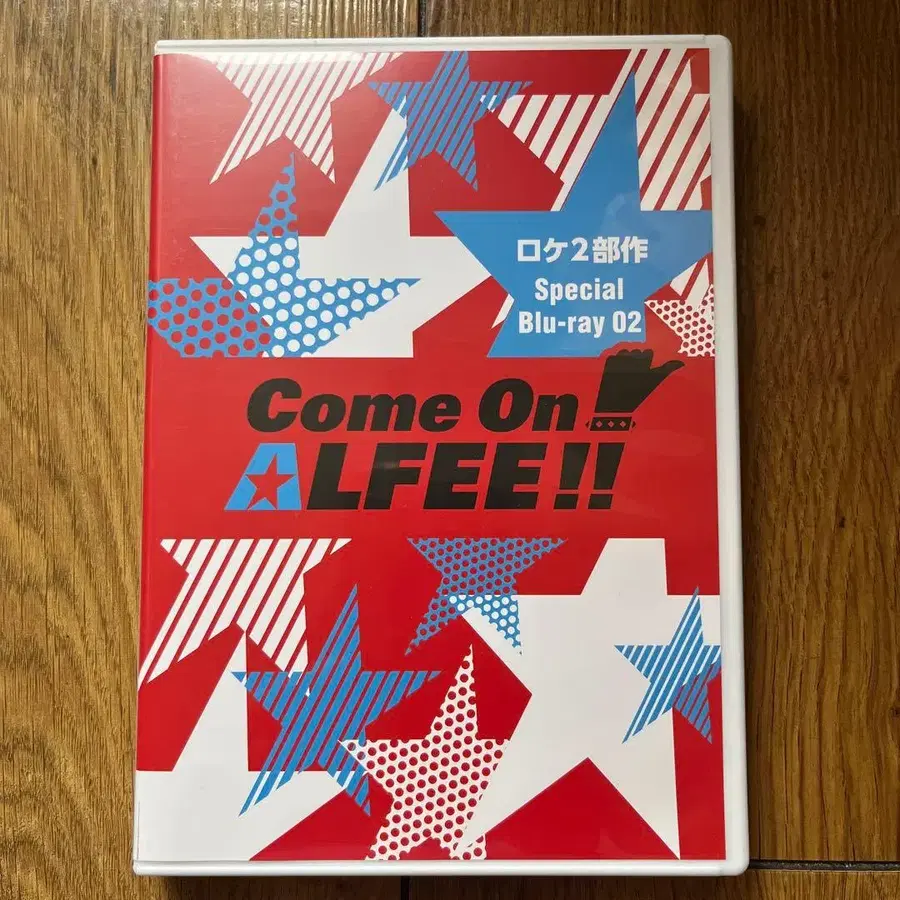 ロケ2部作
Special
Blu-ray 02
Come On!
ALFEE!!